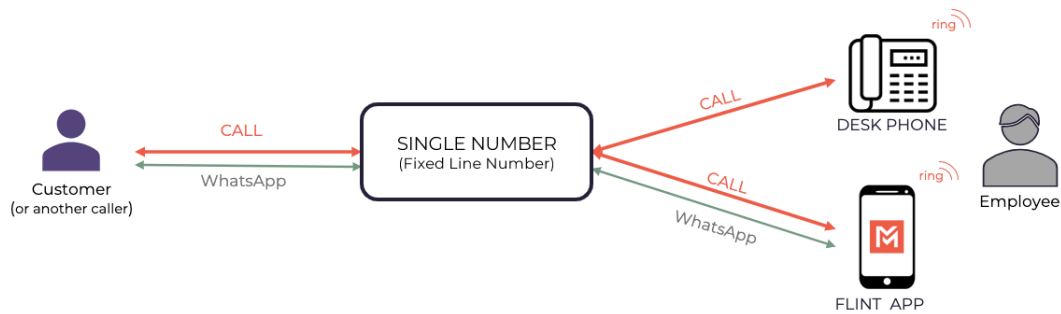 ring
CALL
DESK PHONE
CALL
SINGLE NUMBER
(Fixed Line Number)
WhatsApp
Customer
(or another caller)
CALL
ring
WhatsApp
Employee
M
FLINT APP